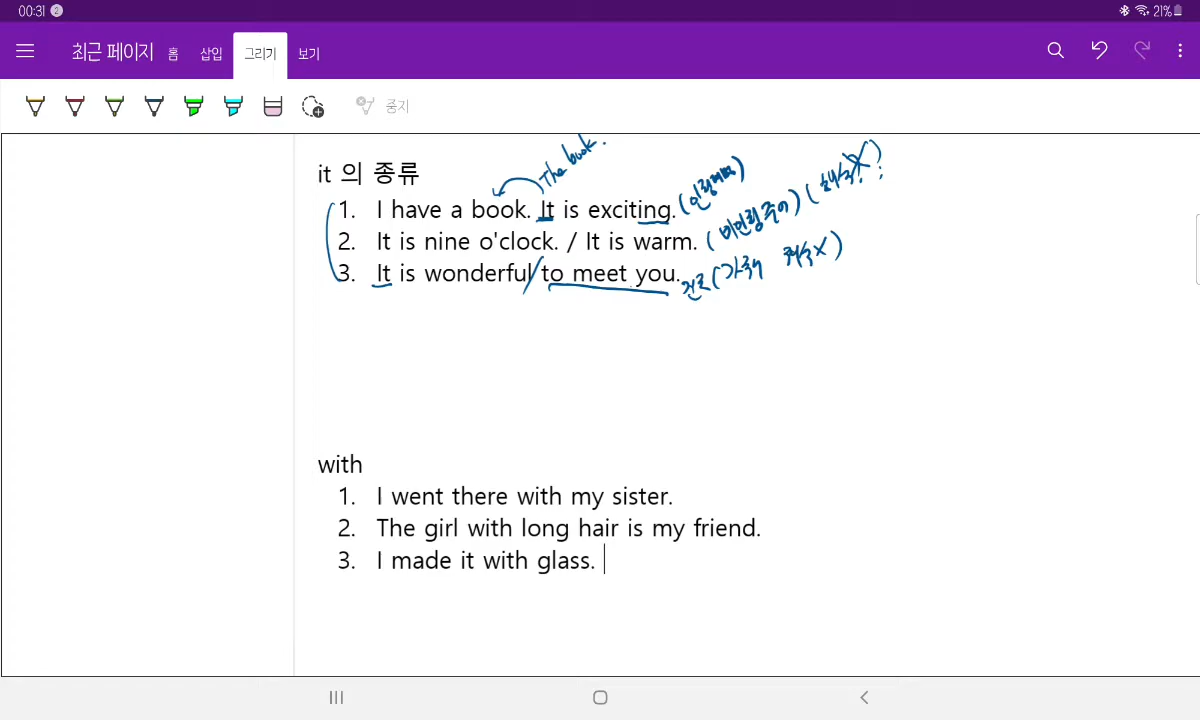 00:31 2 21%
최근 페이지 홈 삽입 그리기 보기
중지
The book.
it 의 종류
1. I have a book. It is exciting. (인칭대명)
2. It is nine o'clock. / It is warm. (비인칭 주어) (해석X?)
3. It is wonderful / to meet you. 진주 (가주어 해석X)
with
1. I went there with my sister.
2. The girl with long hair is my friend.
3. I made it with glass.